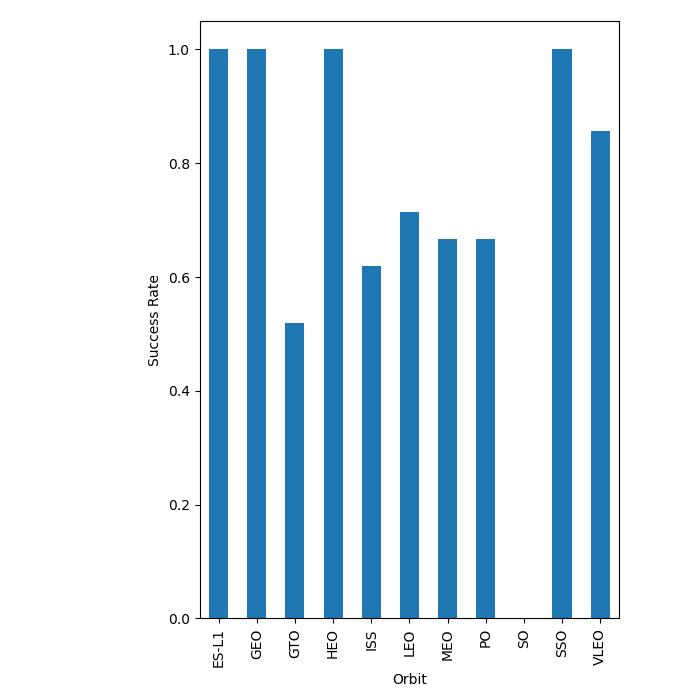 1.0
0.8
0.6
0.4
0.2
0.0
Success Rate
ES-L1
GEO
GTO
HEO
ISS
LEO
MEO
PO
SO
SSO
VLEO
Orbit